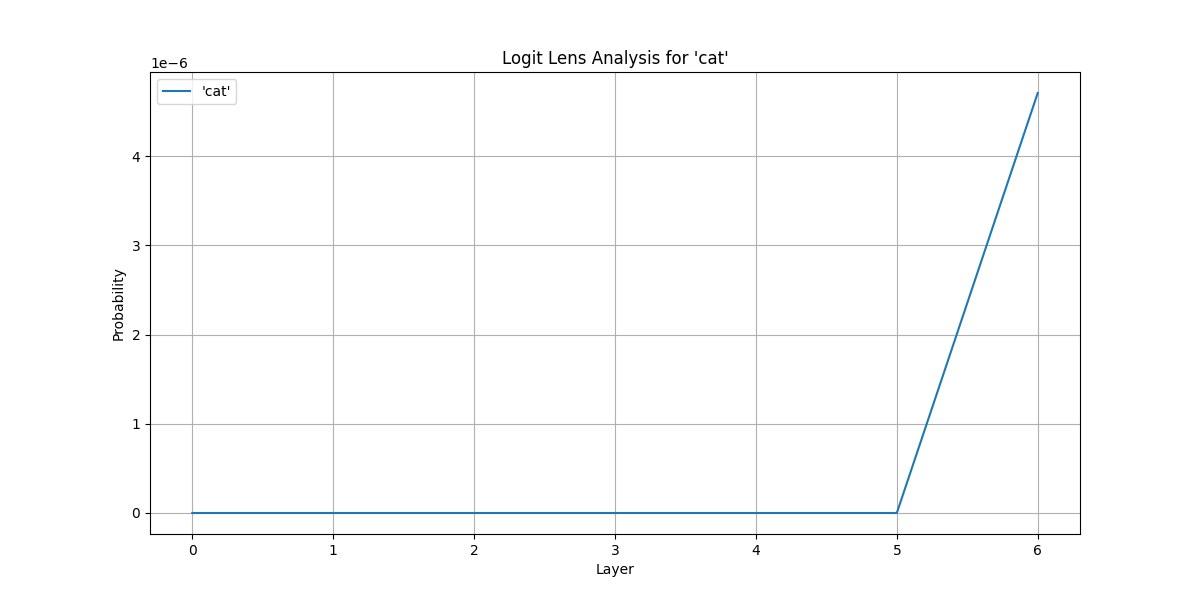 Logit Lens Analysis for 'cat'
1e−6
'cat'
4
3
2
1
0
Probability
0 1 2 3 4 5 6
Layer